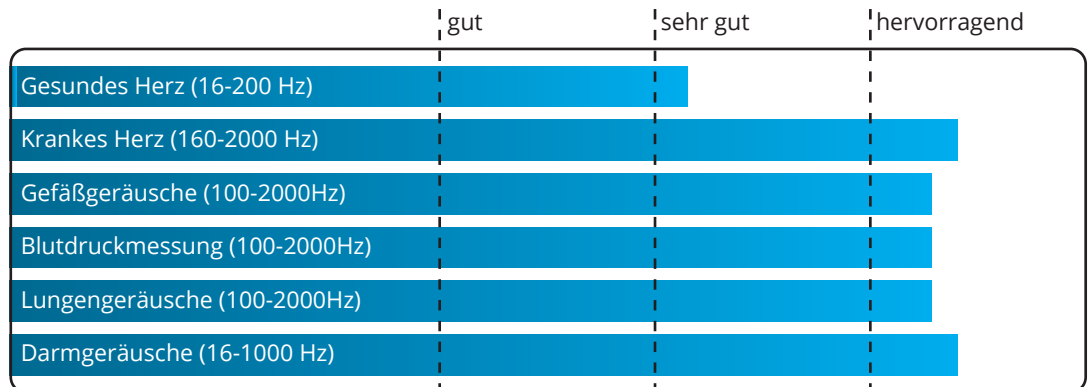 gut sehr gut hervorragend
Gesundes Herz (16-200 Hz)
Krankes Herz (160-2000 Hz)
Gefäßgeräusche (100-2000Hz)
Blutdruckmessung (100-2000Hz)
Lungengeräusche (100-2000Hz)
Darmgeräusche (16-1000 Hz)